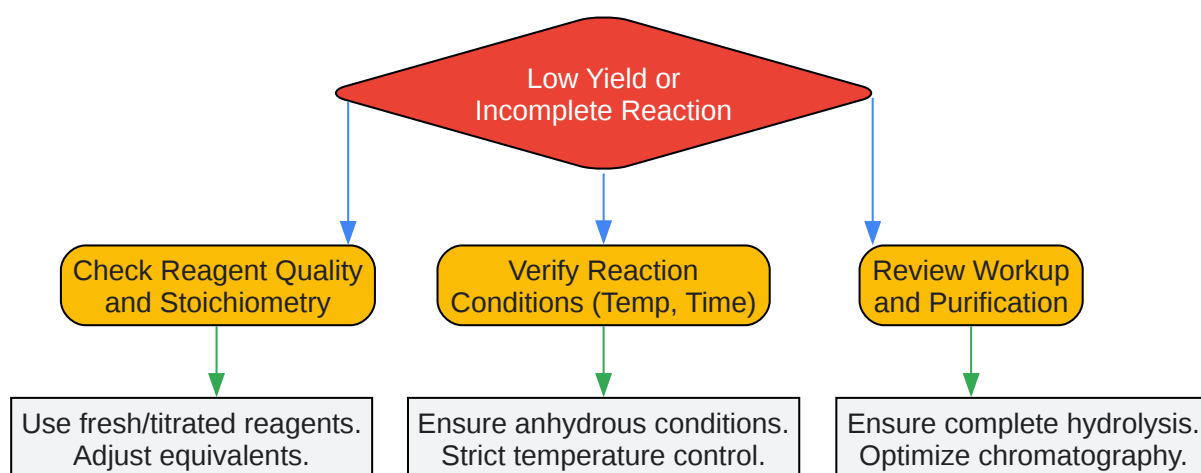 Low Yield or
Incomplete Reaction
Check Reagent Quality
and Stoichiometry
Verify Reaction
Conditions (Temp, Time)
Review Workup
and Purification
Use fresh/titrated reagents.
Adjust equivalents.
Ensure anhydrous conditions.
Strict temperature control.
Ensure complete hydrolysis.
Optimize chromatography.